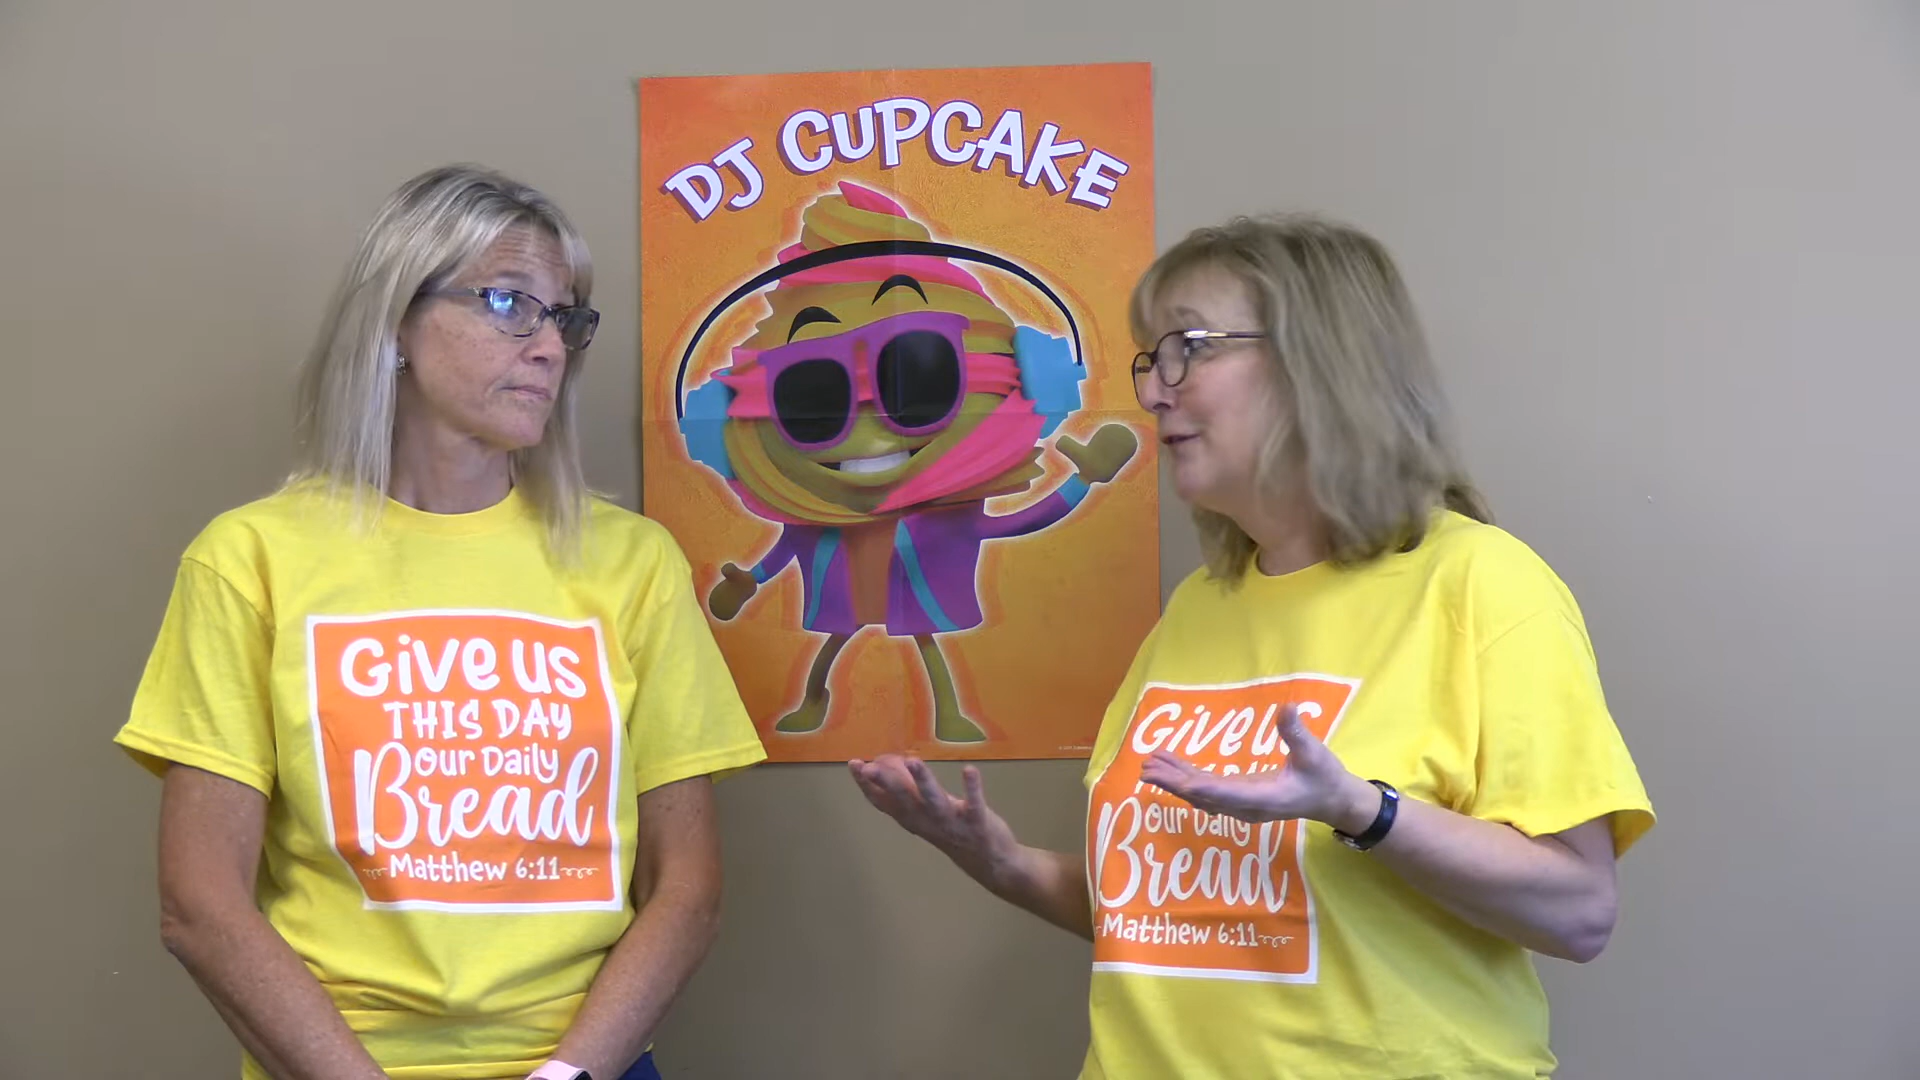 DJ CUPCAKE
Give us
THIS DAY
our Daily
Bread
Matthew 6:11
Give us
our Daily
Bread
Matthew 6:11